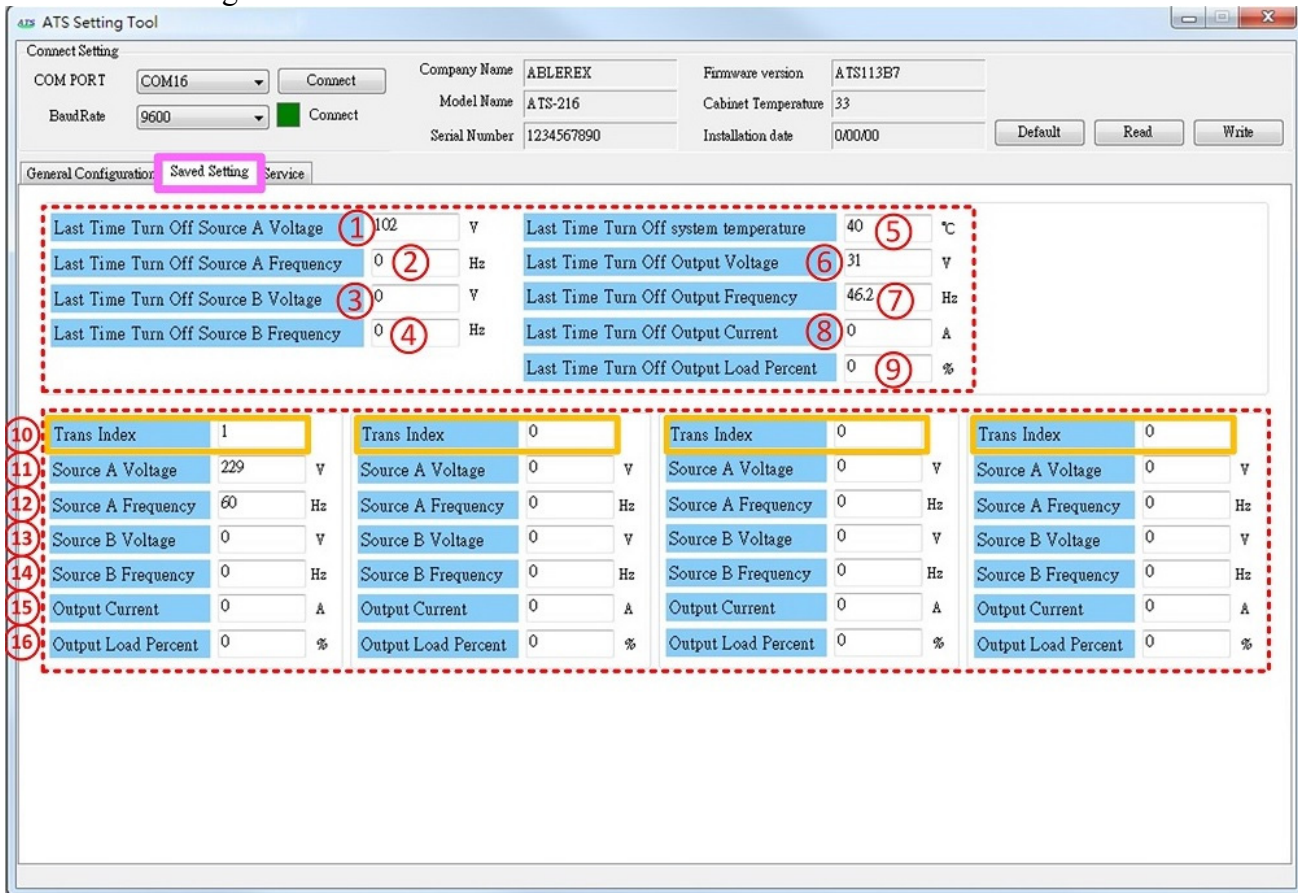 ATS ATS Setting Tool
Connect Setting
COM PORT COM16 Connect Company Name ABLEREX Firmware version ATS113B7
BaudRate 9600 Connect Model Name ATS-216 Cabinet Temperature 33
Serial Number 1234567890 Installation date 0/00/00 Default Read Write
General Configuration Saved Setting Service
Last Time Turn Off Source A Voltage ① 102 V Last Time Turn Off system temperature 40 ⑤ ℃
Last Time Turn Off Source A Frequency 0 ② Hz Last Time Turn Off Output Voltage ⑥ 31 V
Last Time Turn Off Source B Voltage ③ 0 V Last Time Turn Off Output Frequency 46.2 ⑦ Hz
Last Time Turn Off Source B Frequency 0 ④ Hz Last Time Turn Off Output Current ⑧ 0 A
Last Time Turn Off Output Load Percent 0 ⑨ %
⑩ Trans Index 1 Trans Index 0 Trans Index 0 Trans Index 0
⑪ Source A Voltage 229 V Source A Voltage 0 V Source A Voltage 0 V Source A Voltage 0 V
⑫ Source A Frequency 60 Hz Source A Frequency 0 Hz Source A Frequency 0 Hz Source A Frequency 0 Hz
⑬ Source B Voltage 0 V Source B Voltage 0 V Source B Voltage 0 V Source B Voltage 0 V
⑭ Source B Frequency 0 Hz Source B Frequency 0 Hz Source B Frequency 0 Hz Source B Frequency 0 Hz
⑮ Output Current 0 A Output Current 0 A Output Current 0 A Output Current 0 A
⑯ Output Load Percent 0 % Output Load Percent 0 % Output Load Percent 0 % Output Load Percent 0 %